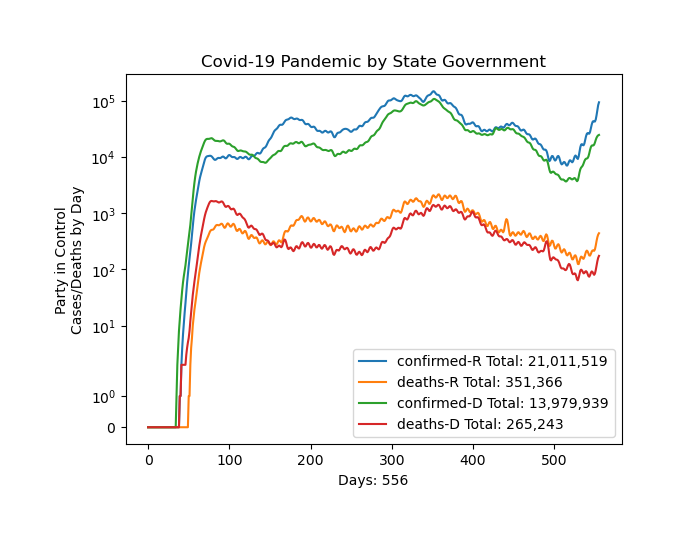 Covid-19 Pandemic by State Government
Party in Control
Cases/Deaths by Day
10^5
10^4
10^3
10^2
10^1
10^0
0
0 100 200 300 400 500
Days: 556
confirmed-R Total: 21,011,519
deaths-R Total: 351,366
confirmed-D Total: 13,979,939
deaths-D Total: 265,243